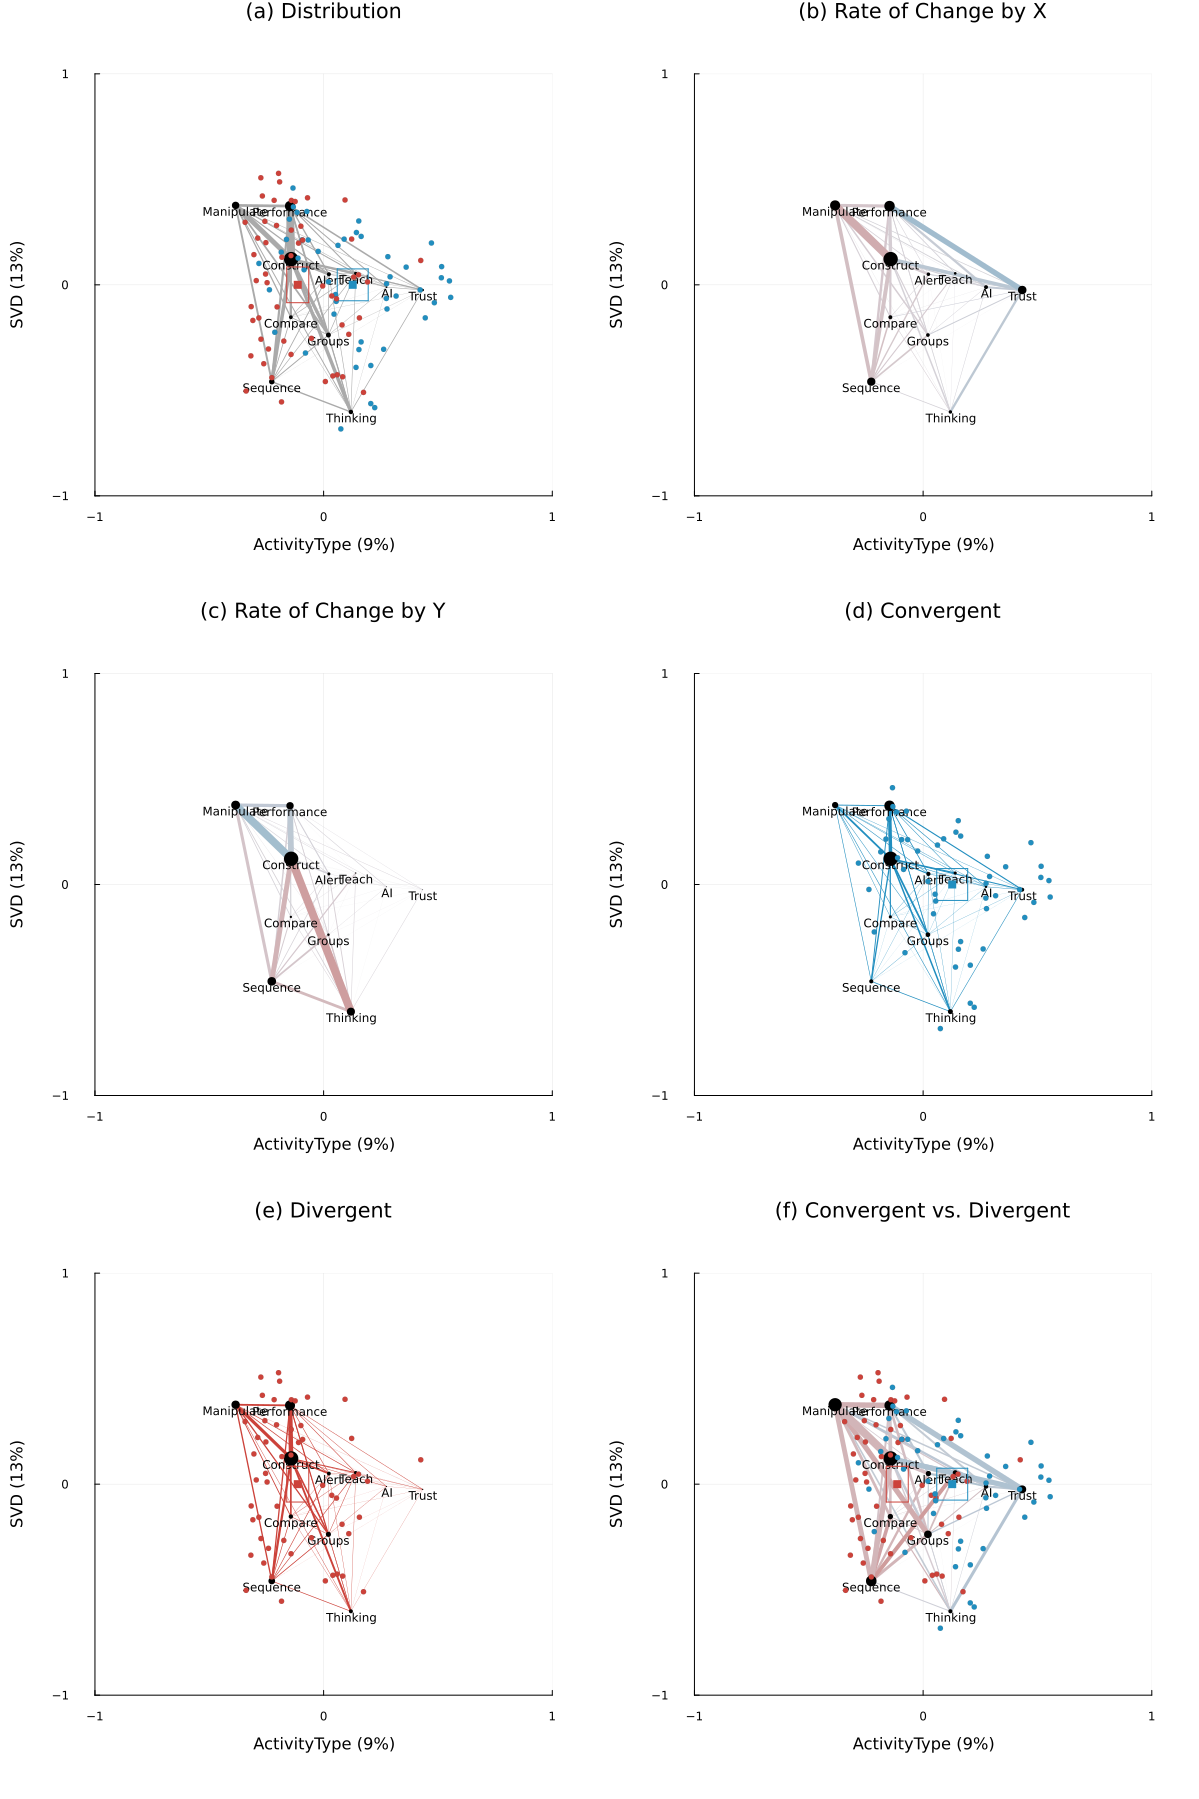 (a) Distribution
1
0
−1
SVD (13%)
Manipulate
Performance
Construct
Alert
Teach
AI
Trust
Compare
Groups
Sequence
Thinking
−1
0
1
ActivityType (9%)
(b) Rate of Change by X
1
0
−1
SVD (13%)
Manipulate
Performance
Construct
Alert
Teach
AI
Trust
Compare
Groups
Sequence
Thinking
−1
0
1
ActivityType (9%)
(c) Rate of Change by Y
1
0
−1
SVD (13%)
Manipulate
Performance
Construct
Alert
Teach
AI
Trust
Compare
Groups
Sequence
Thinking
−1
0
1
ActivityType (9%)
(d) Convergent
1
0
−1
SVD (13%)
Manipulate
Performance
Construct
Alert
Teach
AI
Trust
Compare
Groups
Sequence
Thinking
−1
0
1
ActivityType (9%)
(e) Divergent
1
0
−1
SVD (13%)
Manipulate
Performance
Construct
Alert
Teach
AI
Trust
Compare
Groups
Sequence
Thinking
−1
0
1
ActivityType (9%)
(f) Convergent vs. Divergent
1
0
−1
SVD (13%)
Manipulate
Performance
Construct
Alert
Teach
AI
Trust
Compare
Groups
Sequence
Thinking
−1
0
1
ActivityType (9%)